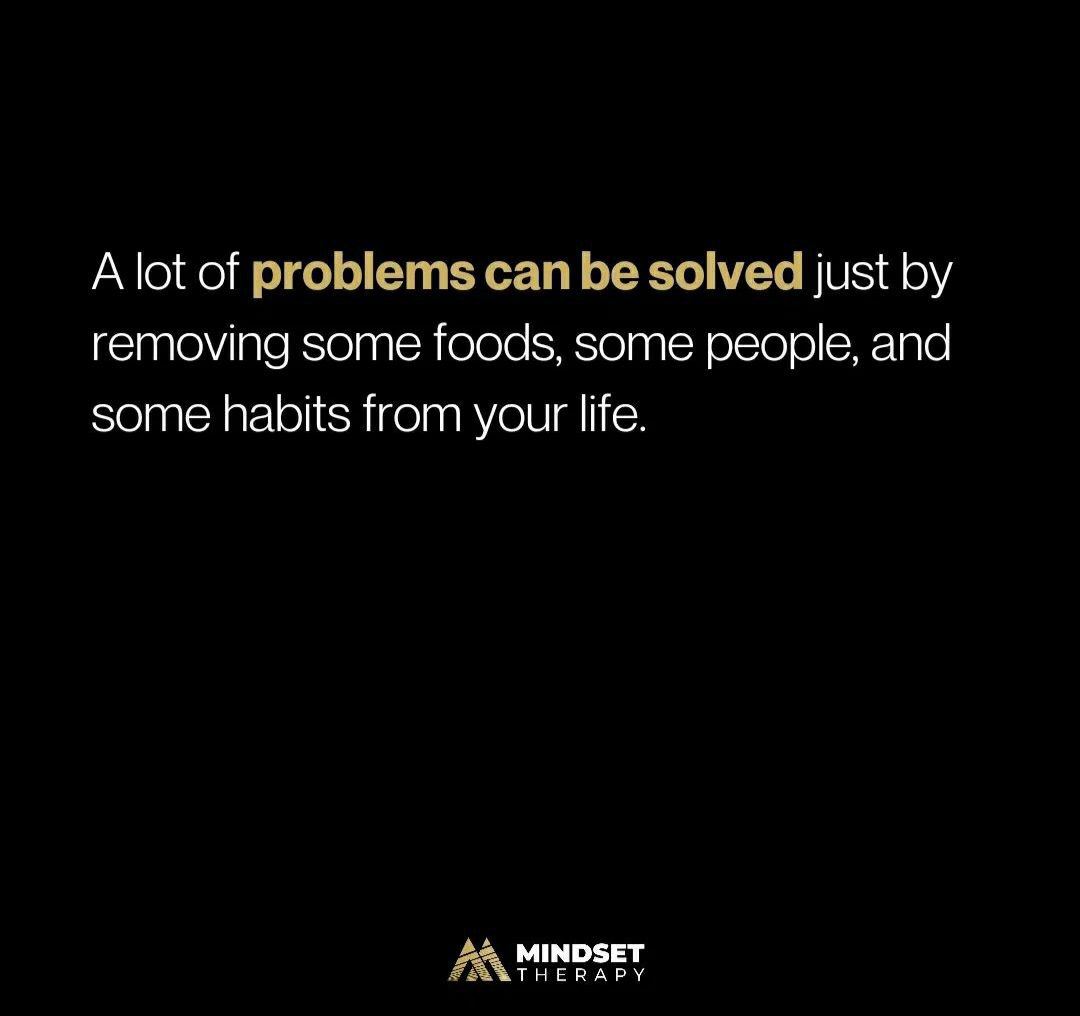 A lot of problems can be solved just by
removing some foods, some people, and
some habits from your life.
MINDSET
THERAPY